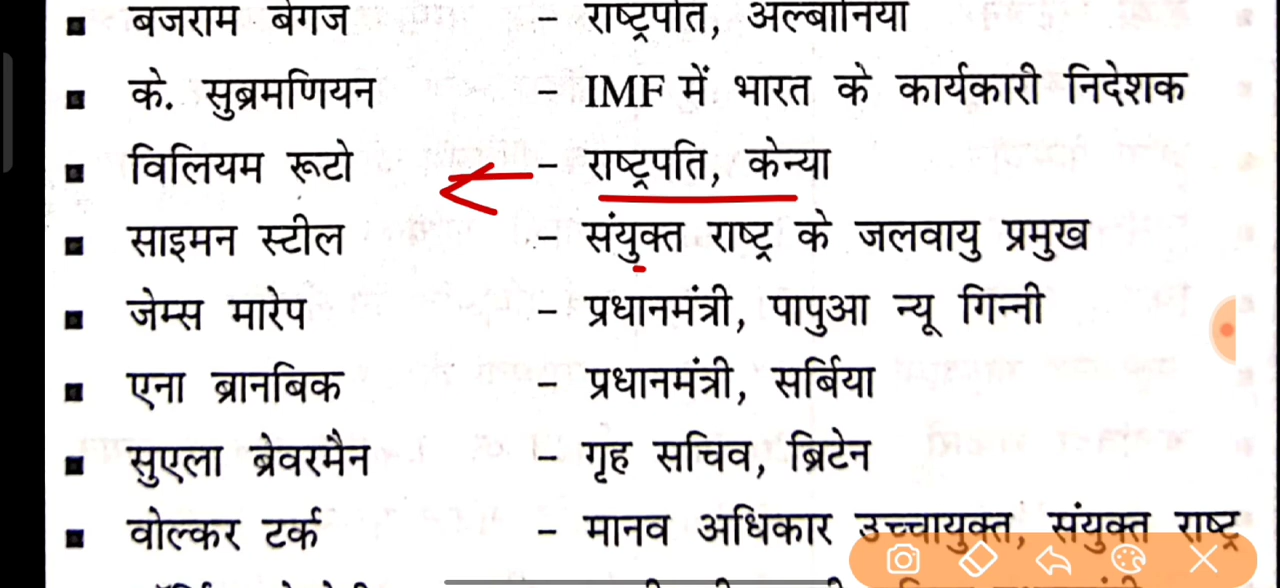 ▪ बजराम बेगज – राष्ट्रपति, अल्बानिया
▪ के. सुब्रमणियन – IMF में भारत के कार्यकारी निदेशक
▪ विलियम रूटो – राष्ट्रपति, केन्या
▪ साइमन स्टील – संयुक्त राष्ट्र के जलवायु प्रमुख
▪ जेम्स मारेप – प्रधानमंत्री, पापुआ न्यू गिन्नी
▪ एना ब्रानबिक – प्रधानमंत्री, सर्बिया
▪ सुएला ब्रेवरमैन – गृह सचिव, ब्रिटेन
▪ वोल्कर टर्क – मानव अधिकार उच्चायुक्त, संयुक्त राष्ट्र